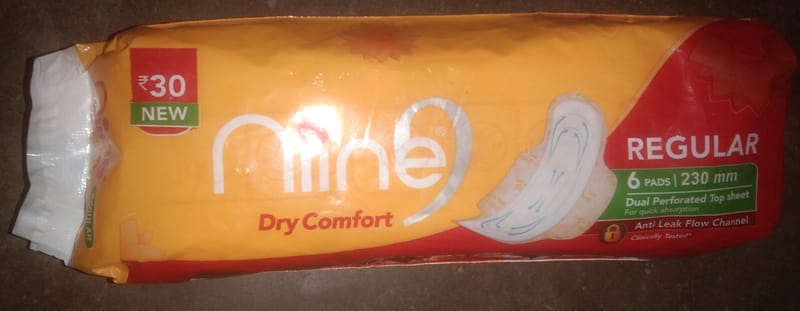 ₹30
NEW
niine®
Dry Comfort
REGULAR
6 PADS | 230 mm
Dual Perforated Top sheet
For quick absorption
Anti Leak Flow Channel
Clinically Tested